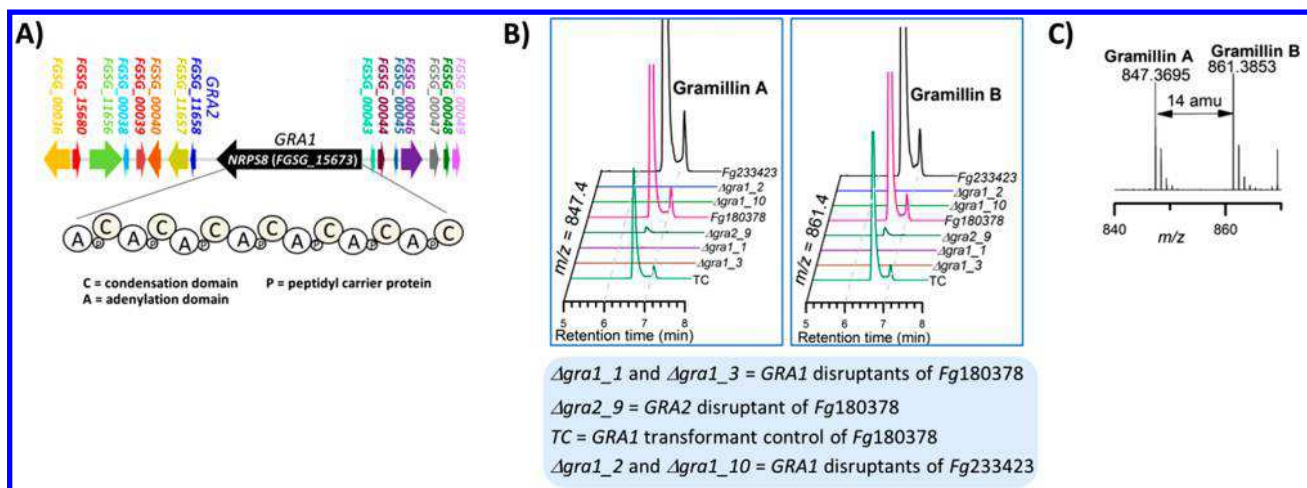 A)
FGSG_00036
FGSG_15680
FGSG_11656
FGSG_00038
FGSG_00039
FGSG_00040
FGSG_11657
FGSG_11658
GRA2
GRA1
NRPS8 (FGSG_15673)
FGSG_00043
FGSG_00044
FGSG_00045
FGSG_00046
FGSG_00047
FGSG_00048
FGSG_00049
A P C A P C A P C A P C A P C A P C A P C
C = condensation domain
P = peptidyl carrier protein
A = adenylation domain
B)
Gramillin A
Fg233423
Δgra1_2
Δgra1_10
Fg180378
Δgra2_9
Δgra1_1
Δgra1_3
TC
m/z = 847.4
5 6 7 8
Retention time (min)
Gramillin B
Fg233423
Δgra1_2
Δgra1_10
Fg180378
Δgra2_9
Δgra1_1
Δgra1_3
TC
m/z = 861.4
5 6 7 8
Retention time (min)
Δgra1_1 and Δgra1_3 = GRA1 disruptants of Fg180378
Δgra2_9 = GRA2 disruptant of Fg180378
TC = GRA1 transformant control of Fg180378
Δgra1_2 and Δgra1_10 = GRA1 disruptants of Fg233423
C)
Gramillin A
847.3695
Gramillin B
861.3853
14 amu
840 860
m/z